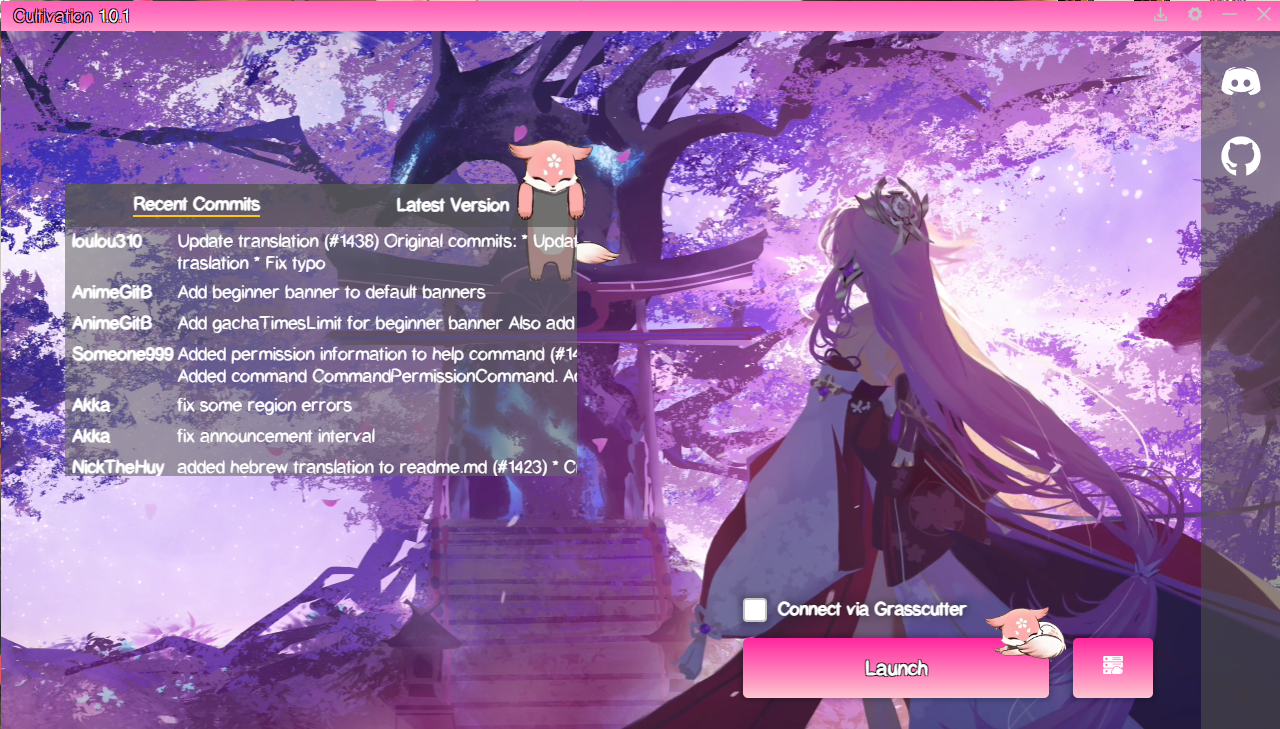 Cultivation 1.0.1
Recent Commits
Latest Version
loulou310
Update translation (#1438) Original commits: * Updat
traslation * Fix typo
AnimeGitB
Add beginner banner to default banners
AnimeGitB
Add gachaTimesLimit for beginner banner Also add
Someone999
Added permission information to help command (#14
Added command CommandPermissionCommand. Ad
Akka
fix some region errors
Akka
fix announcement interval
NickTheHuy
added hebrew translation to readme.md (#1423) * C
Connect via Grasscutter
Launch